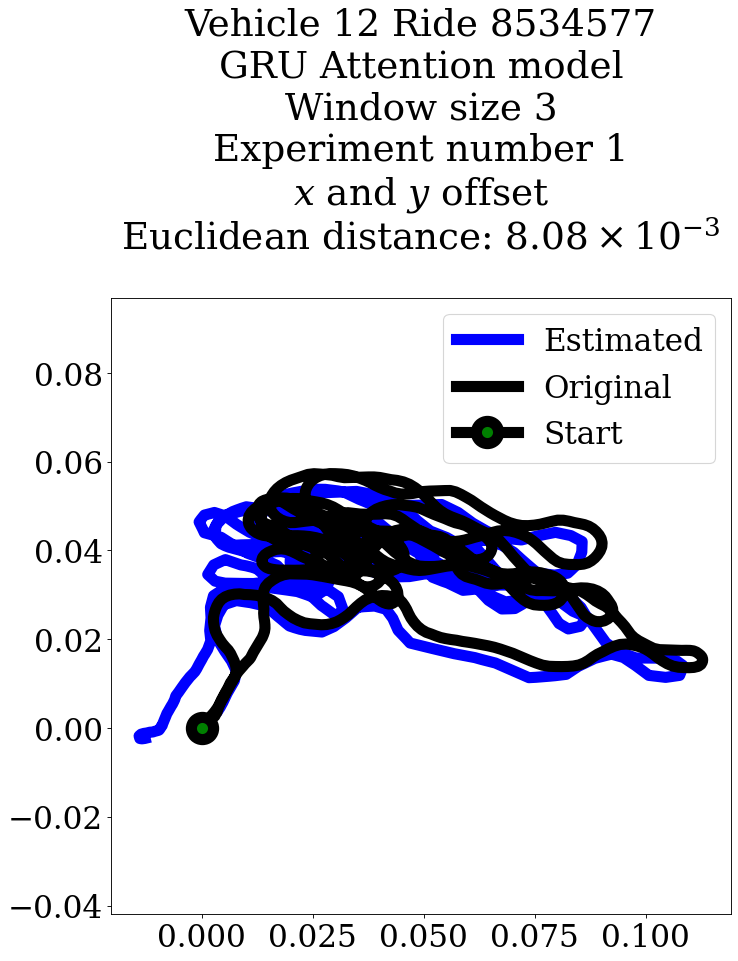 Vehicle 12 Ride 8534577
GRU Attention model
Window size 3
Experiment number 1
x and y offset
Euclidean distance: 8.08 × 10⁻³
Estimated
Original
Start
0.08
0.06
0.04
0.02
0.00
−0.02
−0.04
0.000 0.025 0.050 0.075 0.100